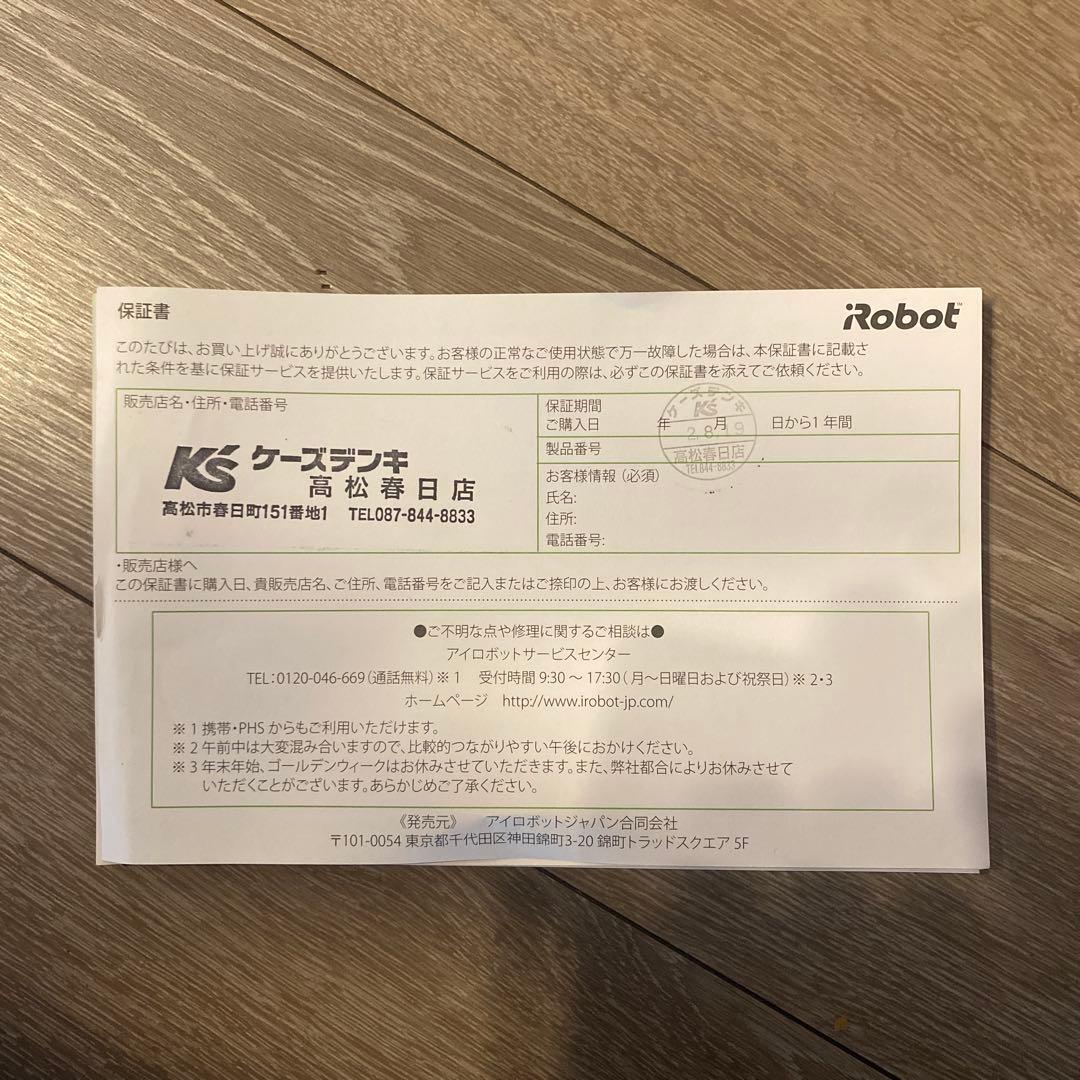 保証書
iRobot™
このたびは、お買い上げ誠にありがとうございます。お客様の正常なご使用状態で万一故障した場合は、本保証書に記載さ
れた条件を基に保証サービスを提供いたします。保証サービスをご利用の際は、必ずこの保証書を添えてご依頼ください。
販売店名・住所・電話番号
K's ケーズデンキ
高松春日店
高松市春日町151番地1 TEL087-844-8833
保証期間
ご購入日 年 月 日から1年間
ケーズデンキ
K's
2.8.19
高松春日店
TEL844-8833
製品番号
お客様情報（必須）
氏名:
住所:
電話番号:
・販売店様へ
この保証書に購入日、貴販売店名、ご住所、電話番号をご記入またはご捺印の上、お客様にお渡しください。
●ご不明な点や修理に関するご相談は●
アイロボットサービスセンター
TEL：0120-046-669（通話無料）※1 受付時間 9:30～17:30（月～日曜日および祝祭日）※2・3
ホームページ http://www.irobot-jp.com/
※1 携帯・PHS からもご利用いただけます。
※2 午前中は大変混み合いますので、比較的つながりやすい午後におかけください。
※3 年末年始、ゴールデンウィークはお休みさせていただきます。また、弊社都合によりお休みさせて
いただくことがございます。あらかじめご了承ください。
《発売元》 アイロボットジャパン合同会社
〒101-0054 東京都千代田区神田錦町3-20 錦町トラッドスクエア 5F